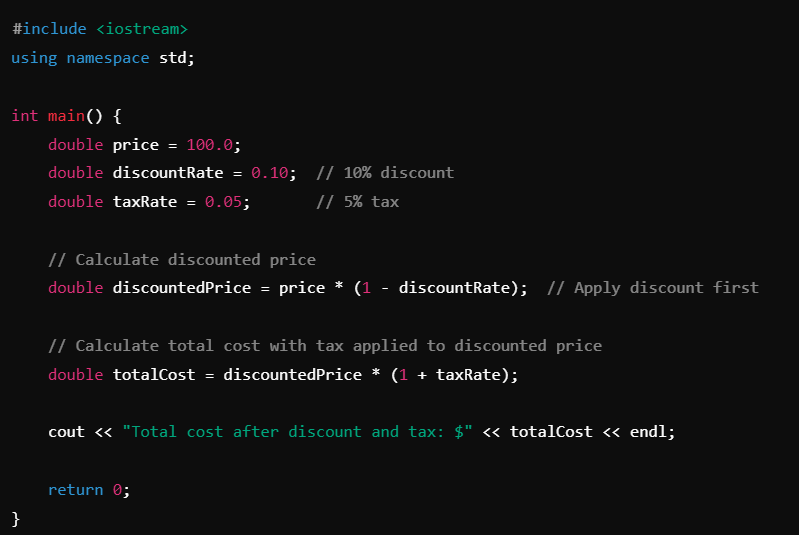 #include <iostream>
using namespace std;
int main() {
    double price = 100.0;
    double discountRate = 0.10;  // 10% discount
    double taxRate = 0.05;       // 5% tax
    // Calculate discounted price
    double discountedPrice = price * (1 - discountRate);  // Apply discount first
    // Calculate total cost with tax applied to discounted price
    double totalCost = discountedPrice * (1 + taxRate);
    cout << "Total cost after discount and tax: $" << totalCost << endl;
    return 0;
}